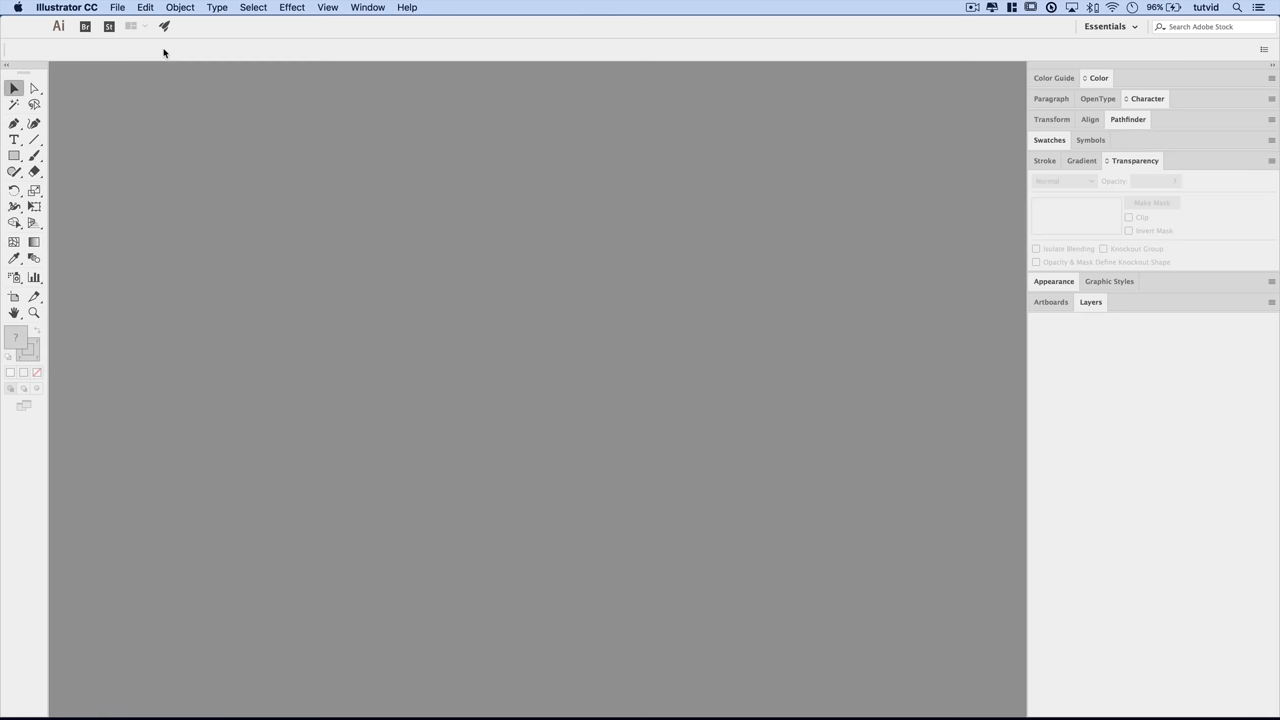 Illustrator CC File Edit Object Type Select Effect View Window Help 96% tutvid
Ai Br St Essentials Search Adobe Stock
Color Guide Color
Paragraph OpenType Character
Transform Align Pathfinder
Swatches Symbols
Stroke Gradient Transparency
Normal Opacity:
Make Mask
Clip
Invert Mask
Isolate Blending Knockout Group
Opacity & Mask Define Knockout Shape
Appearance Graphic Styles
Artboards Layers
T
?